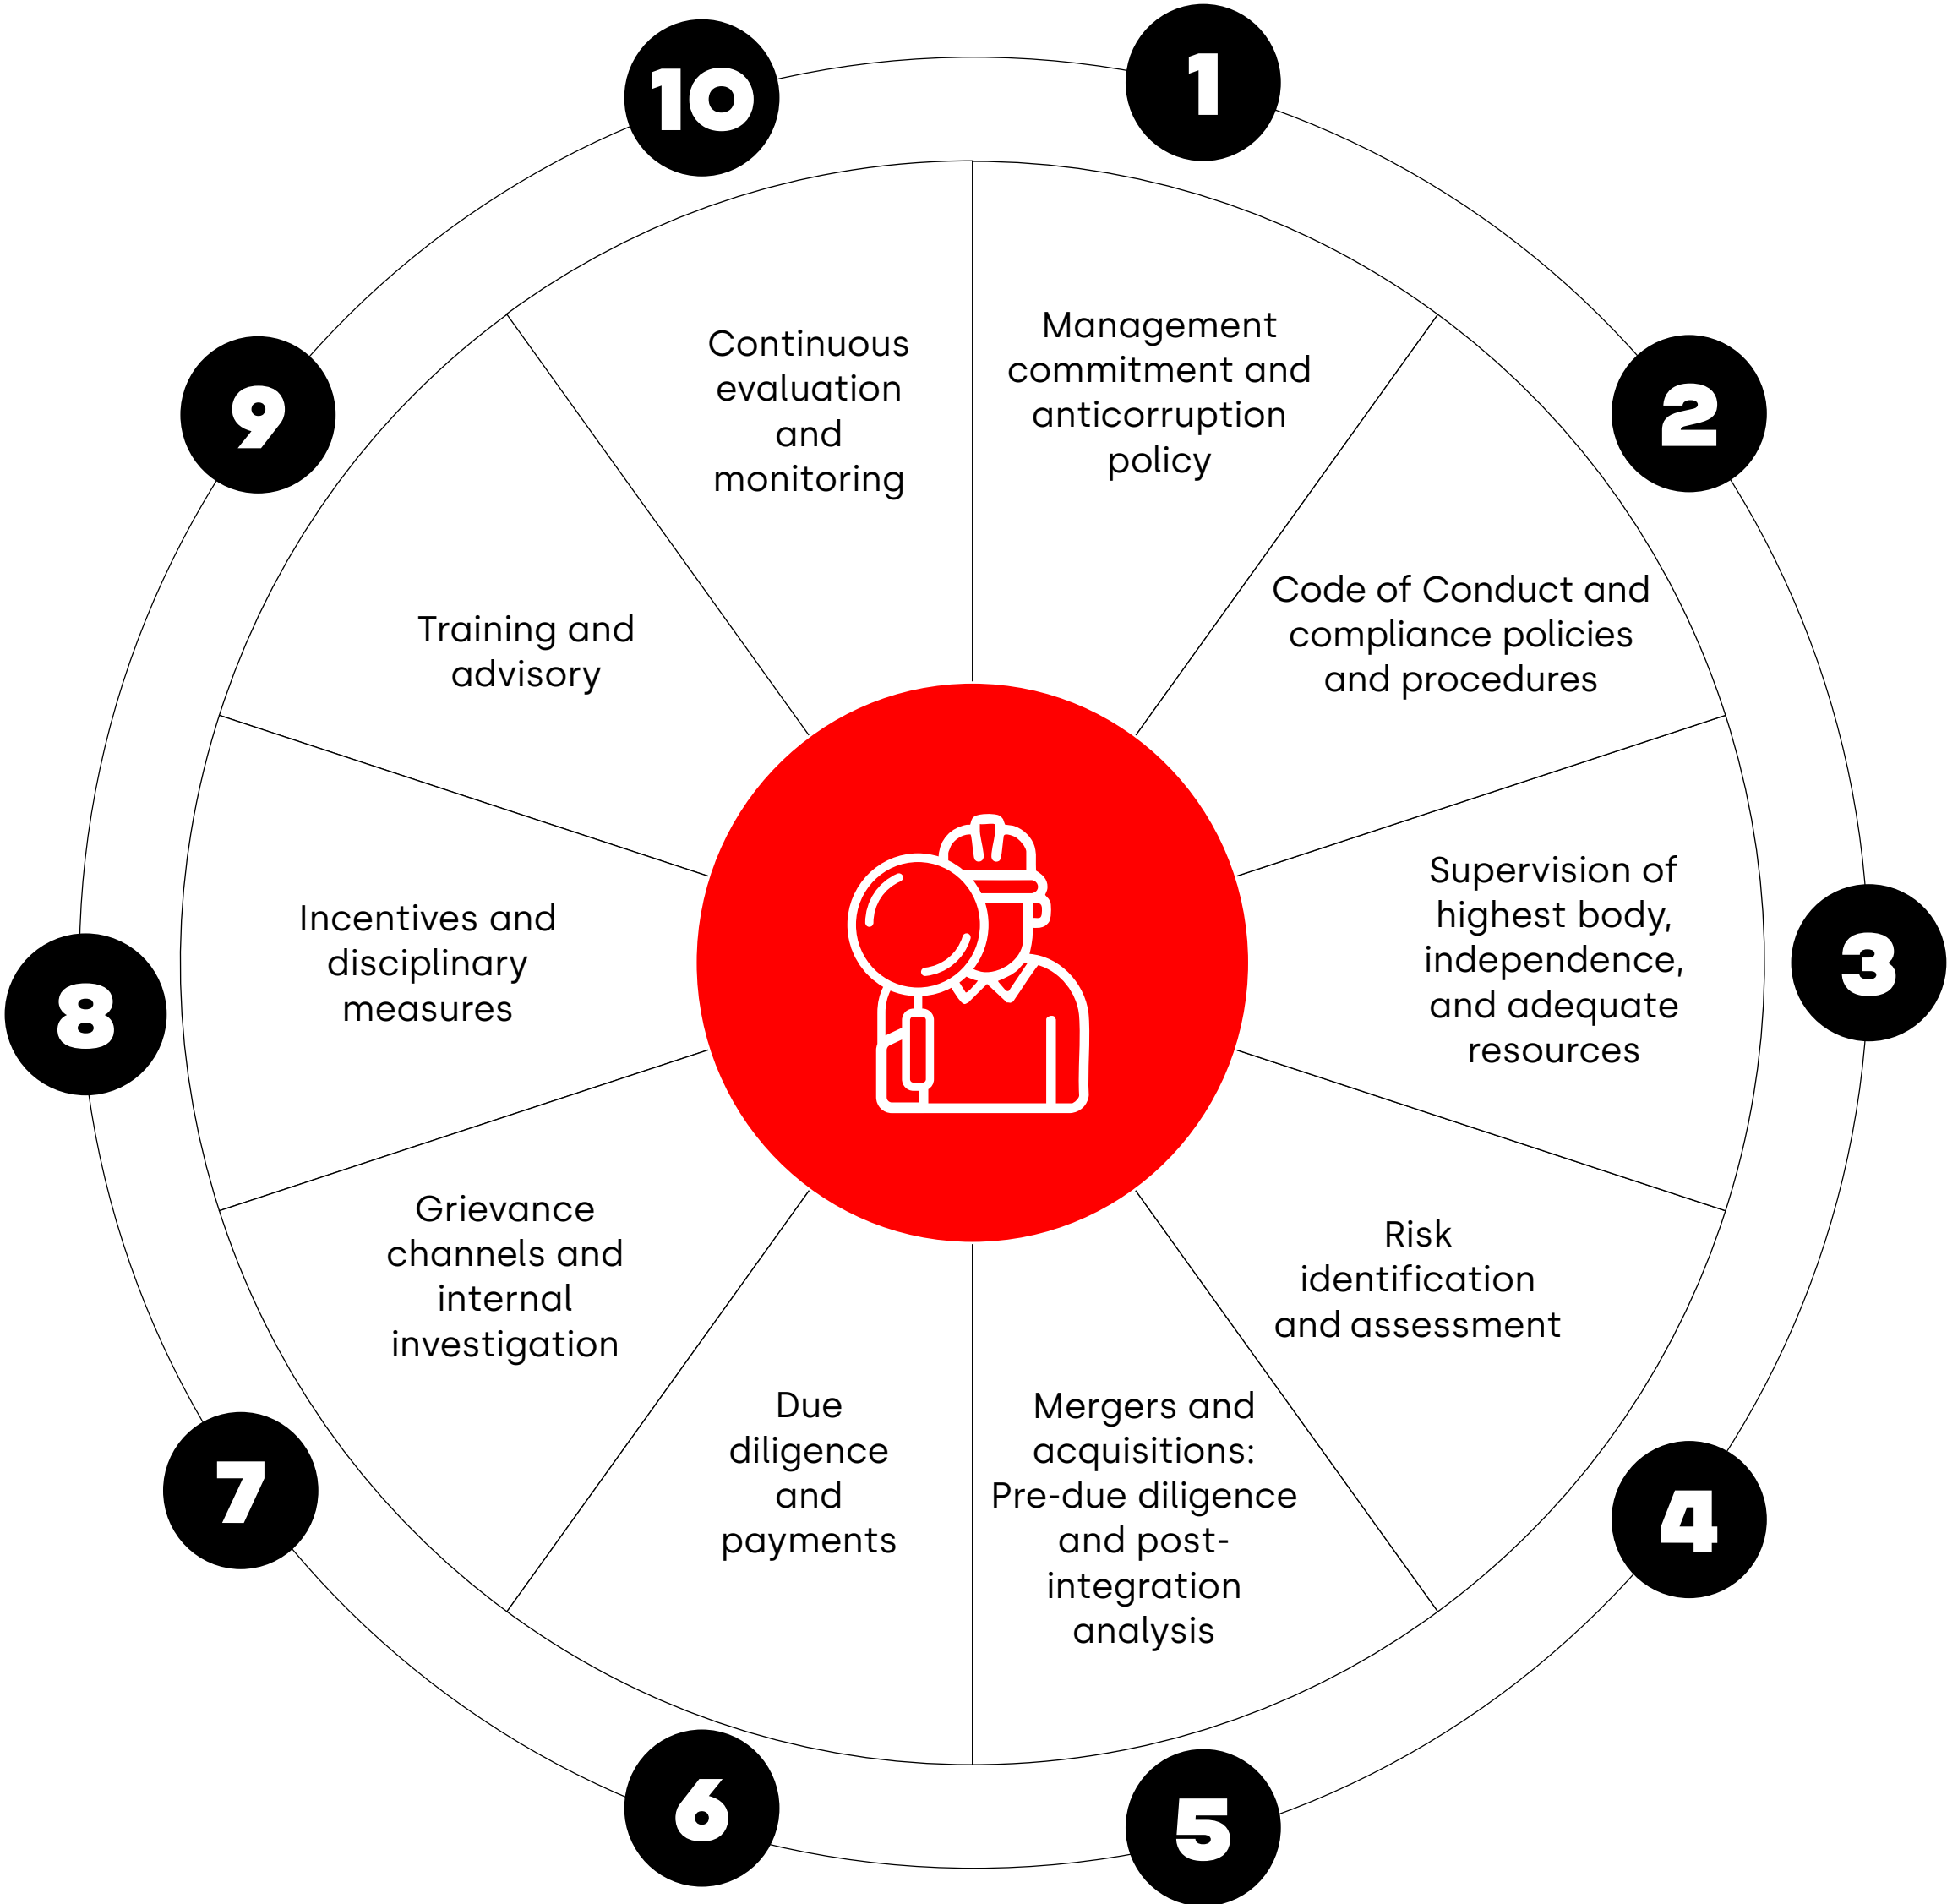 1
Management
commitment and
anticorruption
policy
2
Code of Conduct and
compliance policies
and procedures
3
Supervision of
highest body,
independence,
and adequate
resources
4
Risk
identification
and assessment
5
Mergers and
acquisitions:
Pre-due diligence
and post-
integration
analysis
6
Due
diligence
and
payments
7
Grievance
channels and
internal
investigation
8
Incentives and
disciplinary
measures
9
Training and
advisory
10
Continuous
evaluation
and
monitoring